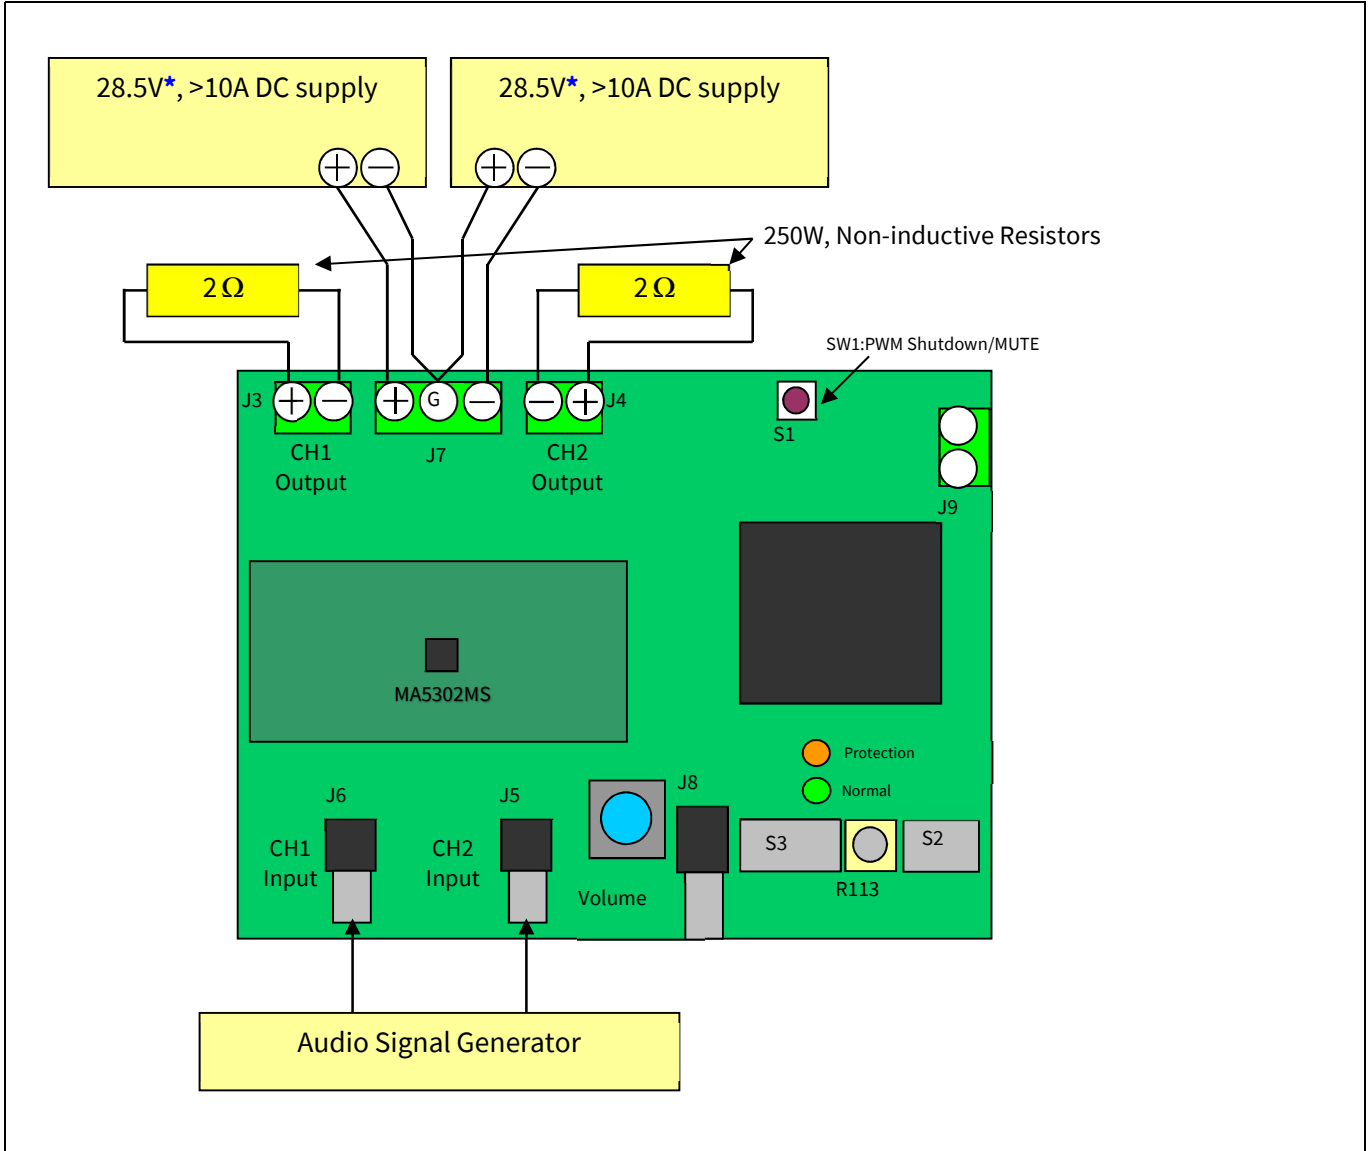 28.5V*, >10A DC supply
28.5V*, >10A DC supply
+ − + −
250W, Non-inductive Resistors
2 Ω
2 Ω
SW1:PWM Shutdown/MUTE
J3 + −
+ G −
− + J4
S1
CH1
Output
J7
CH2
Output
J9
MA5302MS
Protection
Normal
J6
J5
J8
CH1
Input
CH2
Input
Volume
S3
S2
R113
Audio Signal Generator